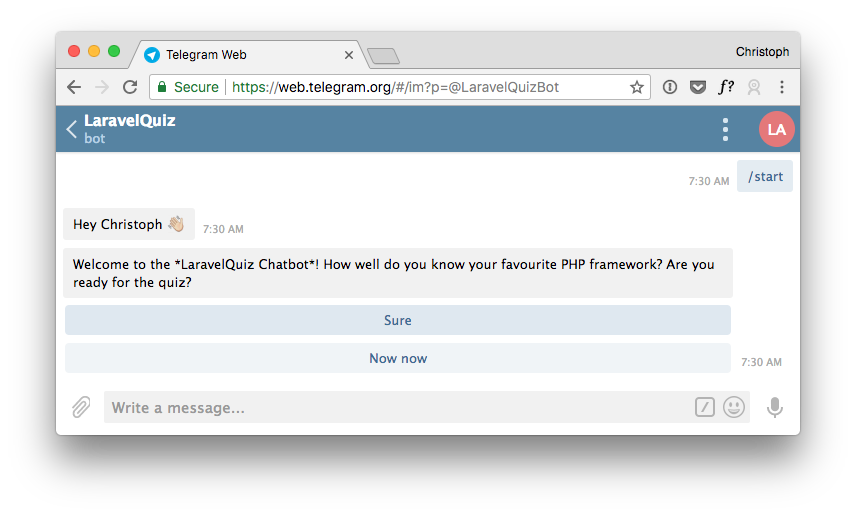 Telegram Web
Christoph
Secure
https://web.telegram.org/#/im?p=@LaravelQuizBot
f?
LaravelQuiz
bot
LA
7:30 AM
/start
Hey Christoph 👋🏼
7:30 AM
Welcome to the *LaravelQuiz Chatbot*! How well do you know your favourite PHP framework? Are you
ready for the quiz?
Sure
Now now
7:30 AM
Write a message...